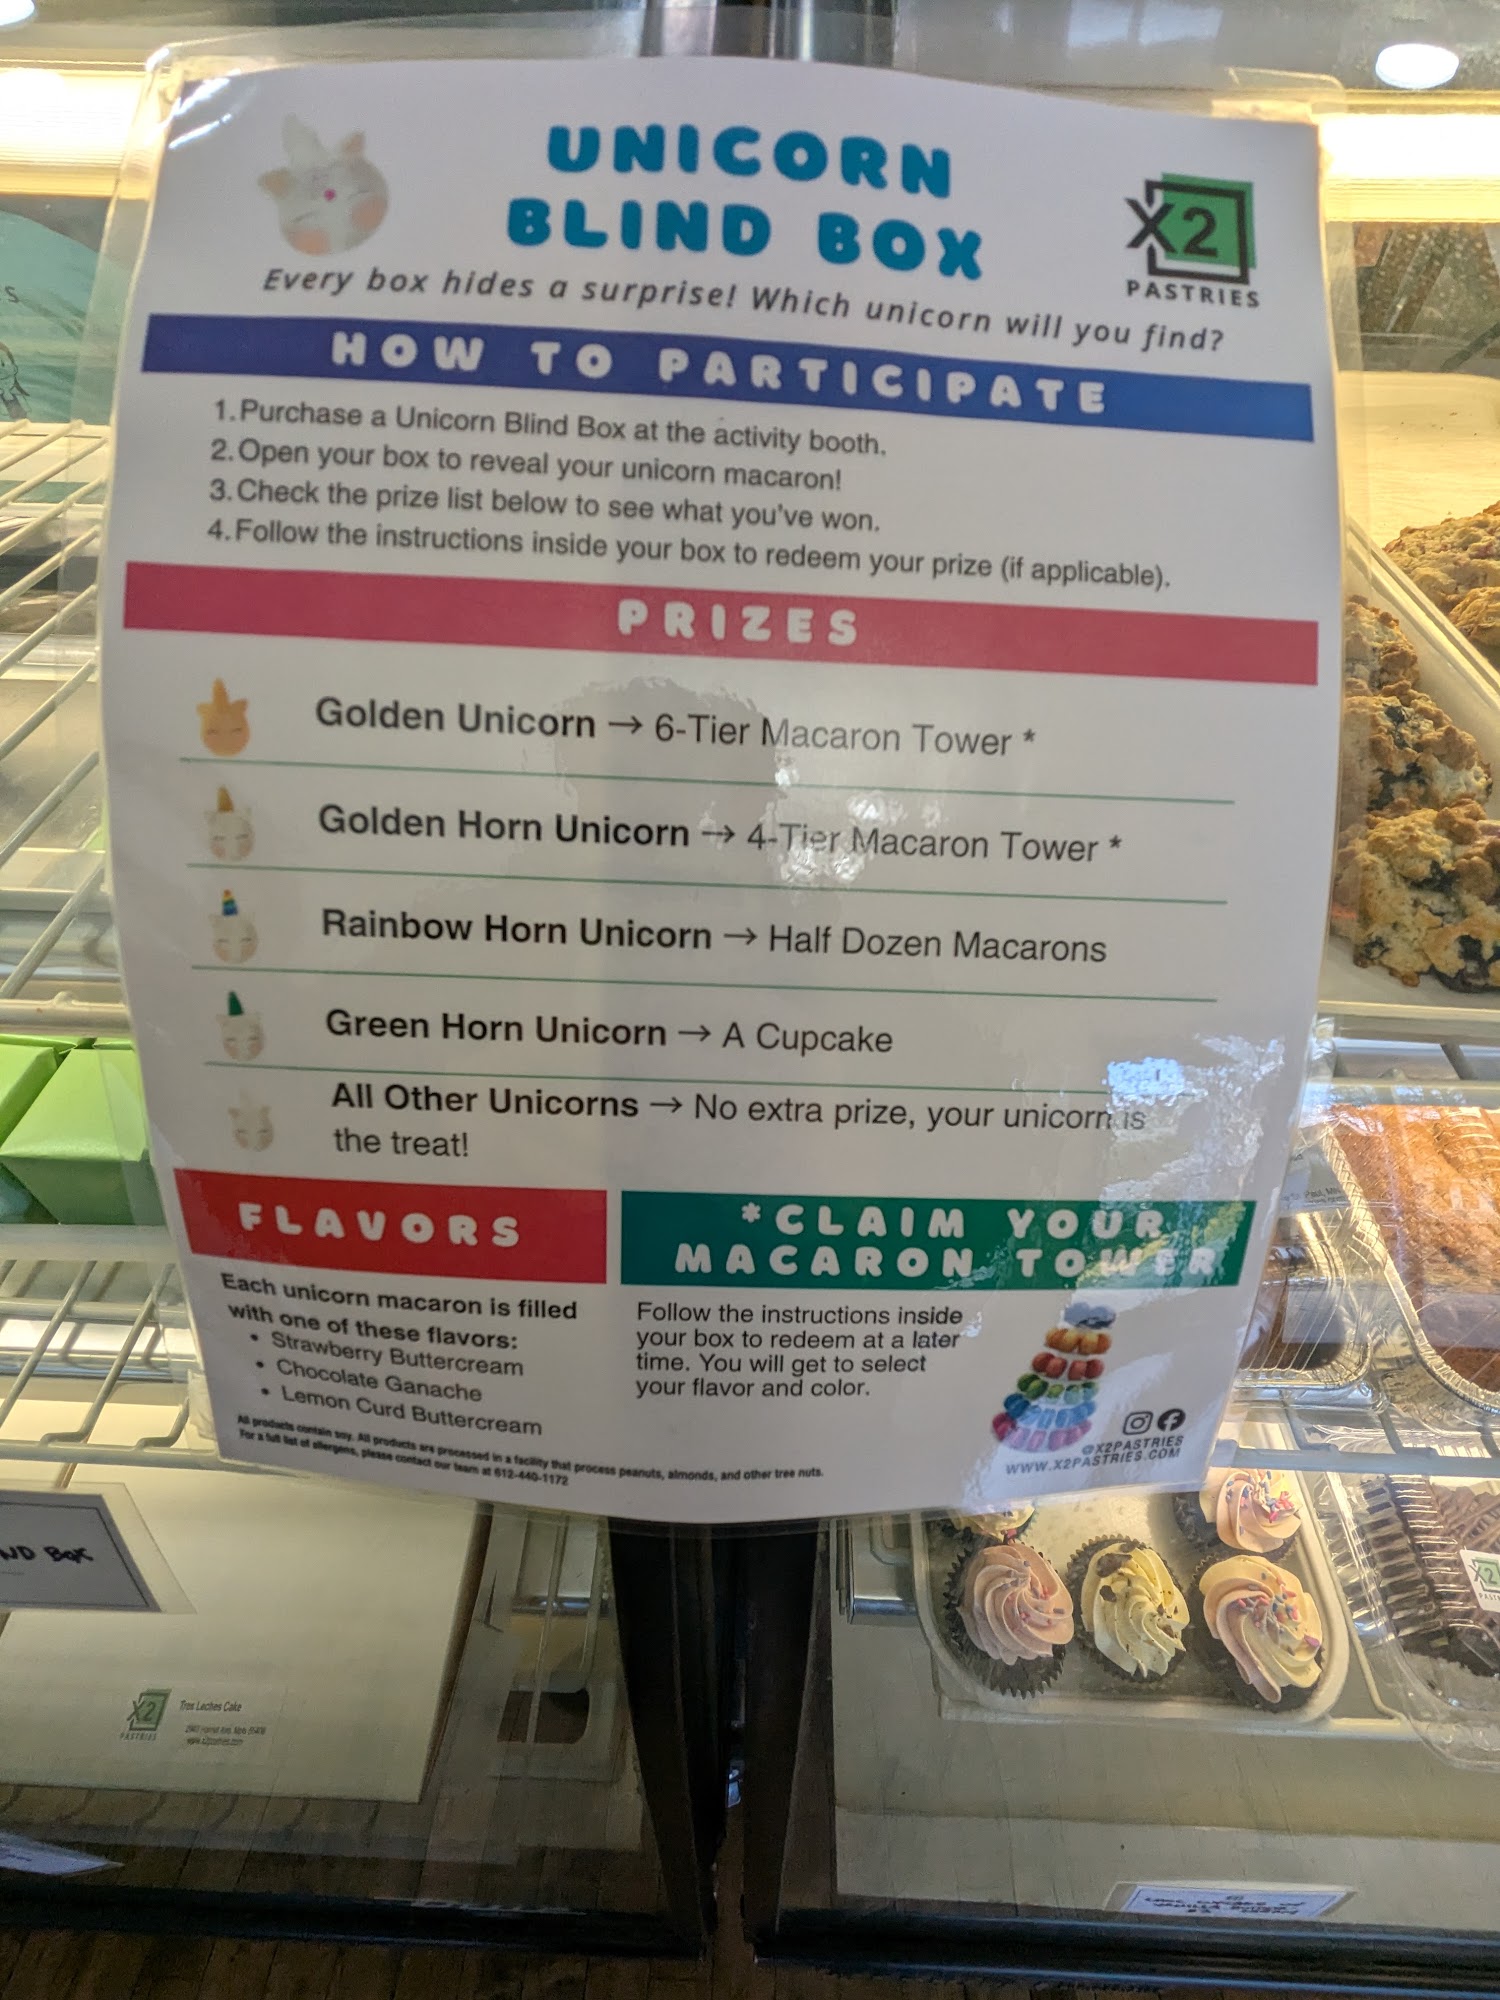 UNICORN
BLIND BOX
X2
PASTRIES
Every box hides a surprise! Which unicorn will you find?
HOW TO PARTICIPATE
1. Purchase a Unicorn Blind Box at the activity booth.
2. Open your box to reveal your unicorn macaron!
3. Check the prize list below to see what you've won.
4. Follow the instructions inside your box to redeem your prize (if applicable).
PRIZES
Golden Unicorn → 6-Tier Macaron Tower *
Golden Horn Unicorn → 4-Tier Macaron Tower *
Rainbow Horn Unicorn → Half Dozen Macarons
Green Horn Unicorn → A Cupcake
All Other Unicorns → No extra prize, your unicorn is
the treat!
FLAVORS
Each unicorn macaron is filled
with one of these flavors:
• Strawberry Buttercream
• Chocolate Ganache
• Lemon Curd Buttercream
*CLAIM YOUR
MACARON TOWER
Follow the instructions inside
your box to redeem at a later
time. You will get to select
your flavor and color.
@X2PASTRIES
WWW.X2PASTRIES.COM
All products contain soy. All products are processed in a facility that process peanuts, almonds, and other tree nuts.
For a full list of allergens, please contact our team at 612-440-1172
BOX
X2
PASTRIES
Tres Leches Cake
www.x2pastries.com
X2